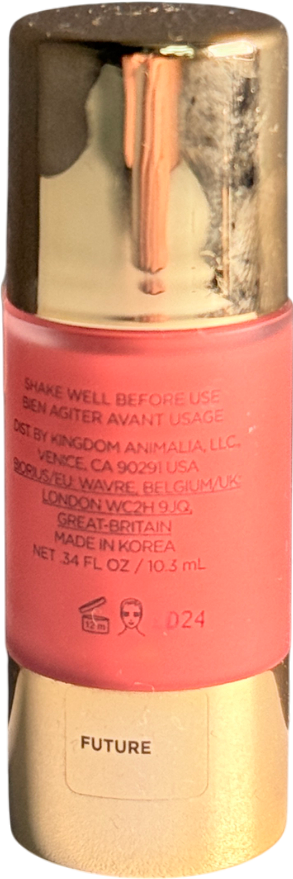 SHAKE WELL BEFORE USE
BIEN AGITER AVANT USAGE
DIST BY KINGDOM ANIMALIA, LLC,
VENICE, CA 90291 USA
BORIUS/EU: WAVRE, BELGIUM/UK:
LONDON WC2H 9JQ,
GREAT-BRITAIN
MADE IN KOREA
NET .34 FL OZ / 10.3 mL
12 m
D24
FUTURE